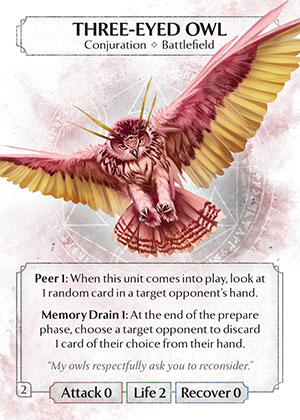 THREE-EYED OWL
Conjuration ⬦ Battlefield
Peer 1: When this unit comes into play, look at
1 random card in a target opponent's hand.
Memory Drain 1: At the end of the prepare
phase, choose a target opponent to discard
1 card of their choice from their hand.
"My owls respectfully ask you to reconsider."
2
Attack 0
Life 2
Recover 0